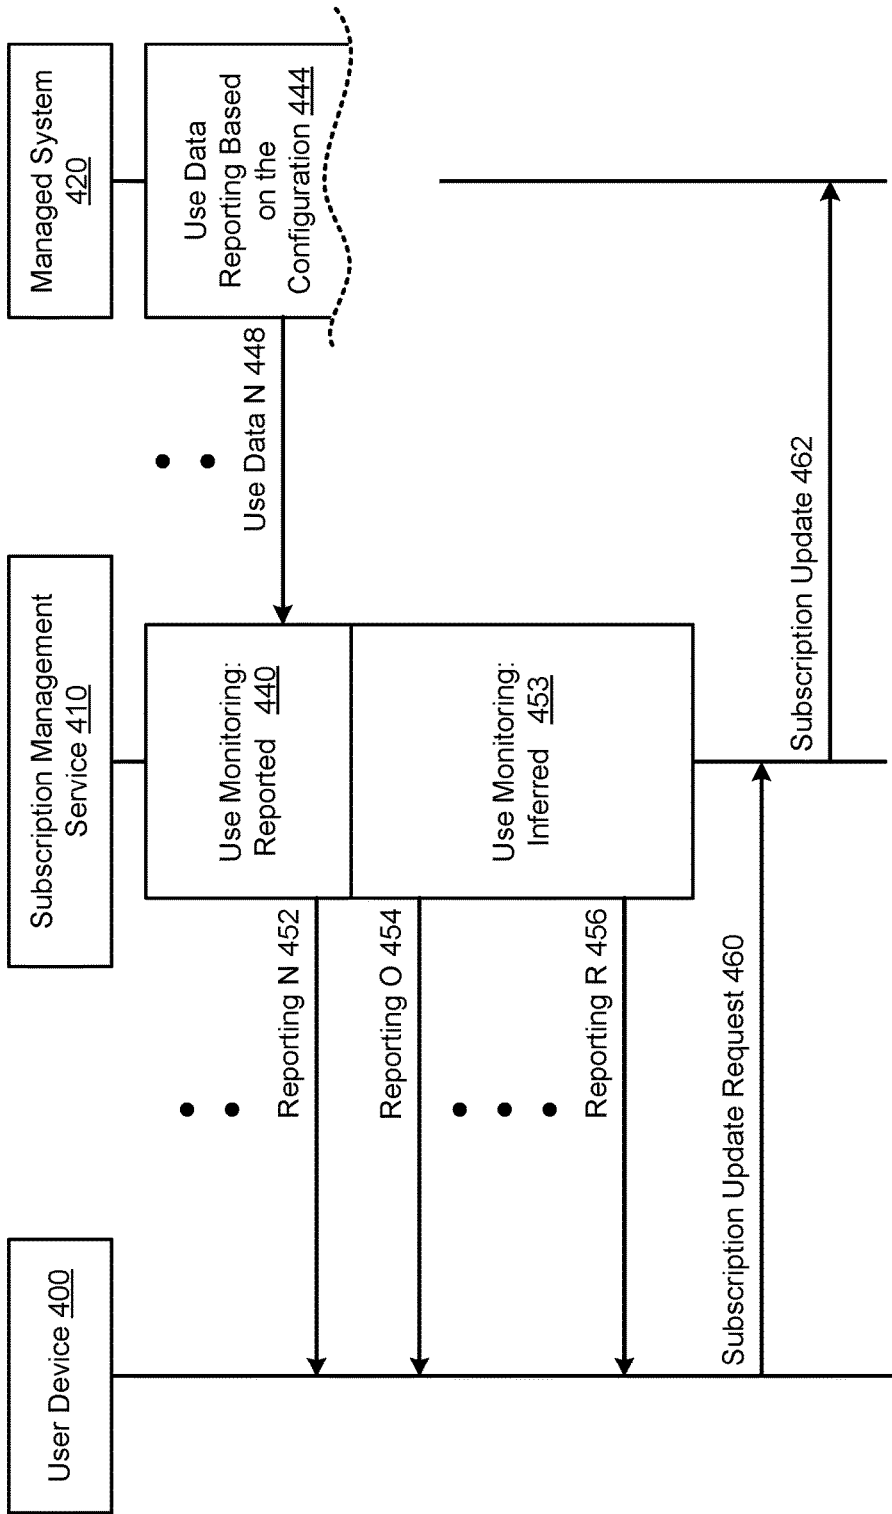 User Device 400
Subscription Management
Service 410
Managed System
420
Use Monitoring:
Reported 440
Use Data
Reporting Based
on the
Configuration 444
Use Data N 448
Reporting N 452
Use Monitoring:
Inferred 453
Reporting O 454
Reporting R 456
Subscription Update Request 460
Subscription Update 462